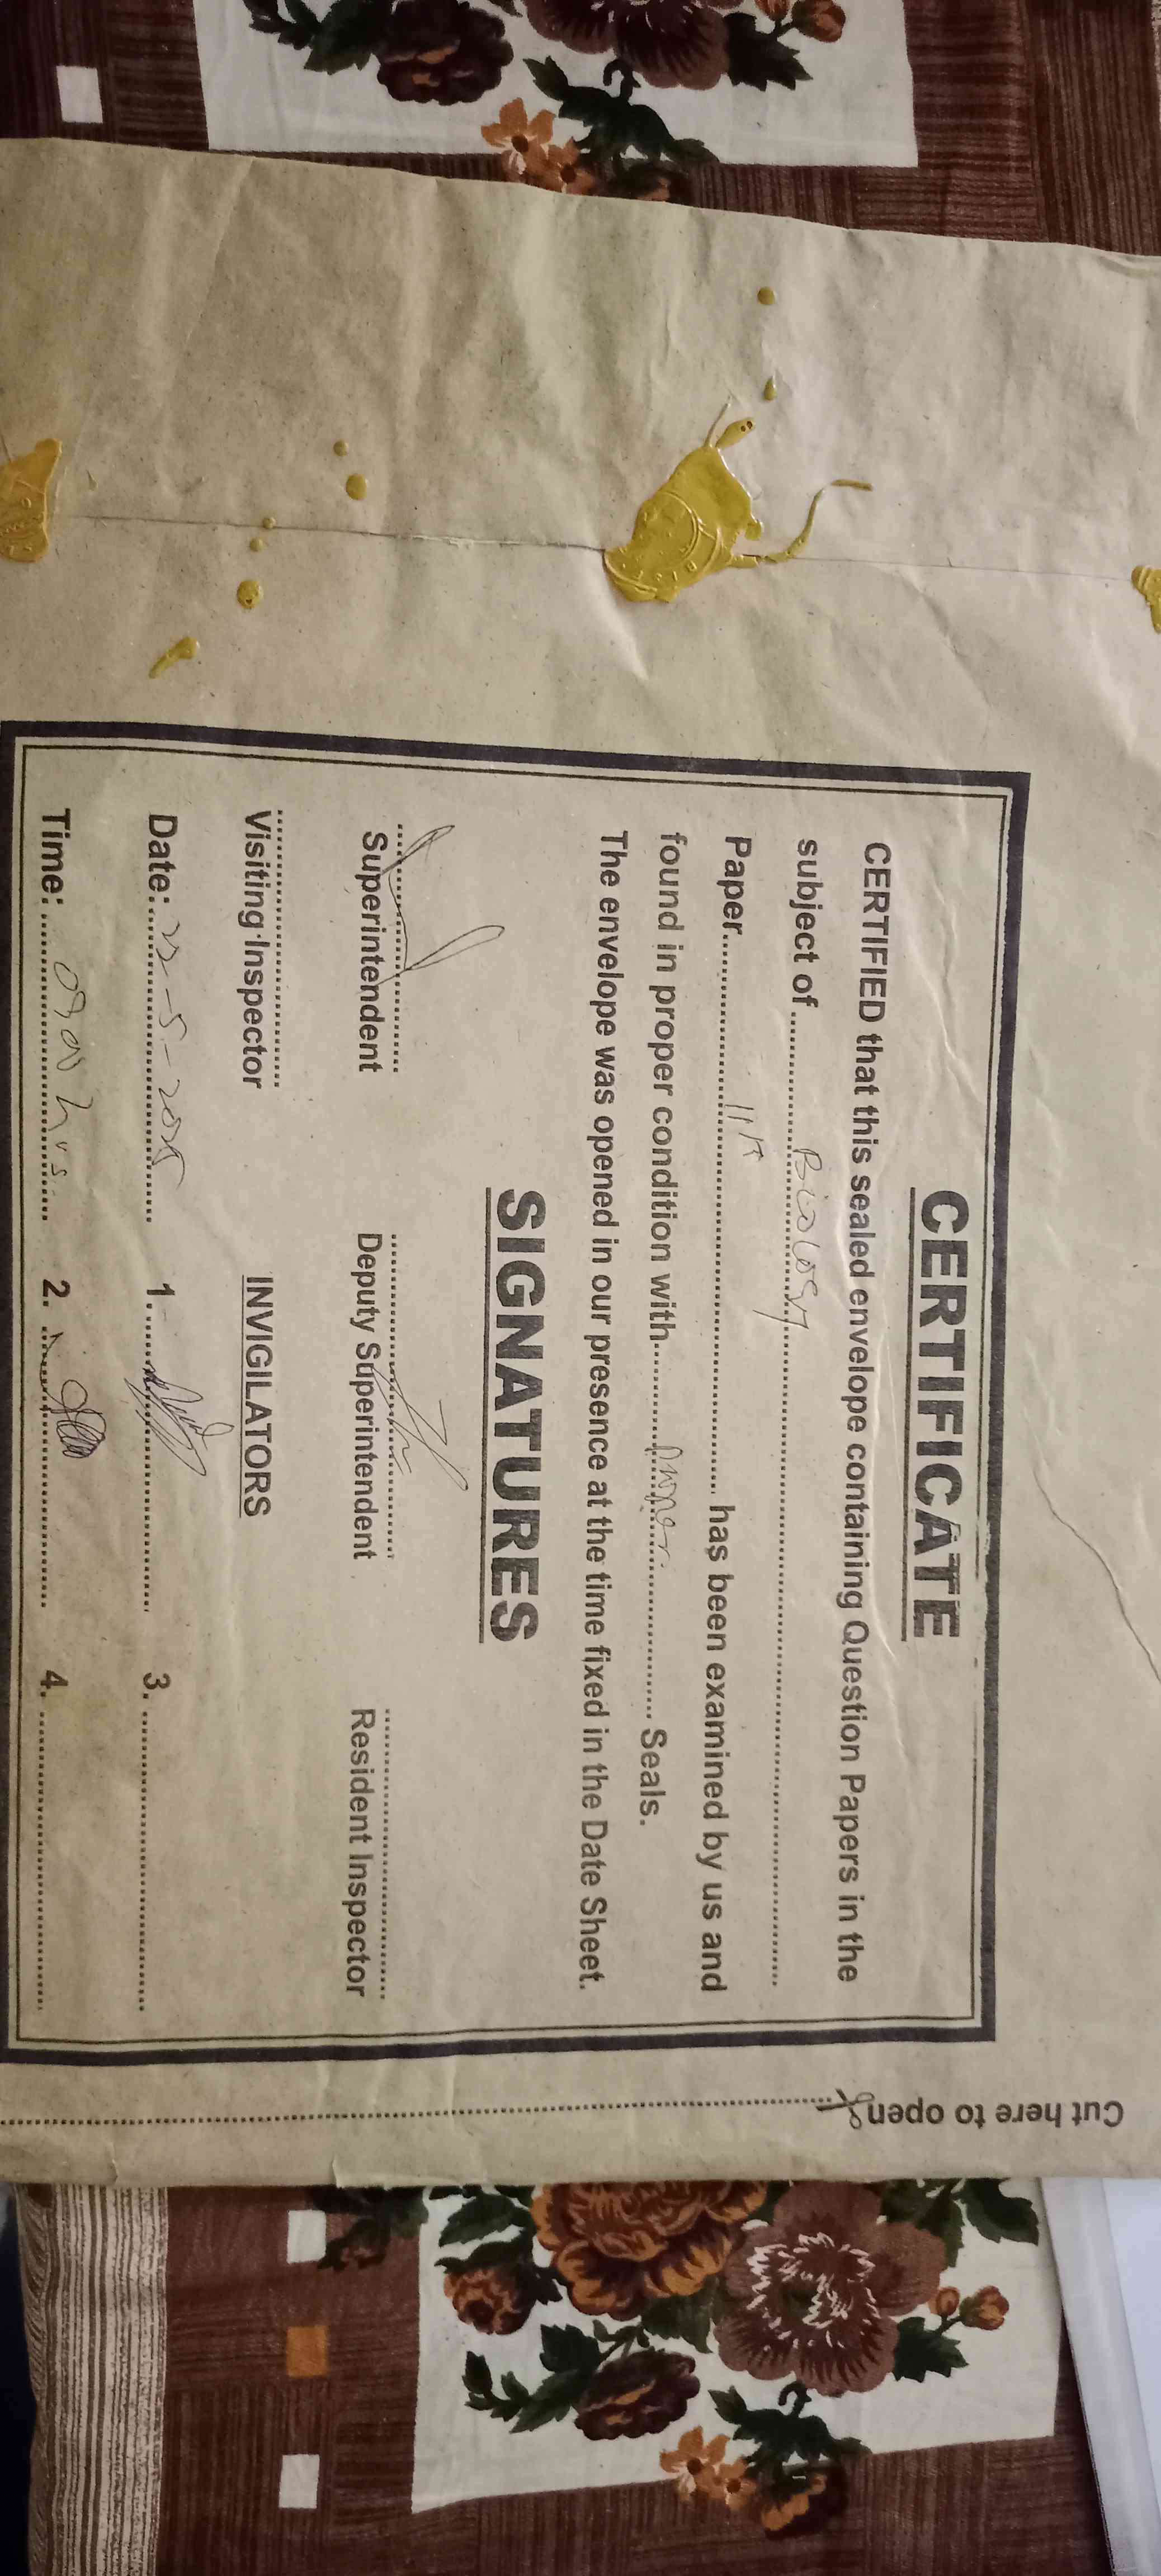 CERTIFICATE
CERTIFIED that this sealed envelope containing Question Papers in the
subject of ........ Biology ........
Paper........ 11th ........ has been examined by us and
found in proper condition with........ proper ........ Seals.
The envelope was opened in our presence at the time fixed in the Date Sheet.
SIGNATURES
Superintendent Deputy Superintendent Resident Inspector
Visiting Inspector INVIGILATORS
Date: 1. 3.
Time: 0900 hrs 2. 4.
Cut here to open